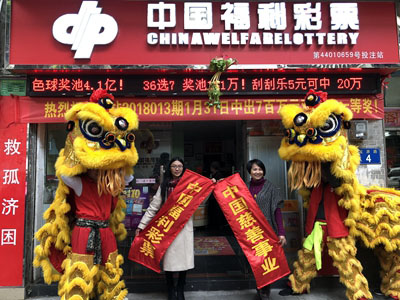 中国福利彩票
CHINAWELFARELOTTERY
第44010659号投注站
色球奖池4.1亿! 36选7 奖池 1万! 刮刮乐5元可中 20万
热烈 2018013期1月31日中出7百万
救孤济困
中国福利彩票
中国慈善事业
4